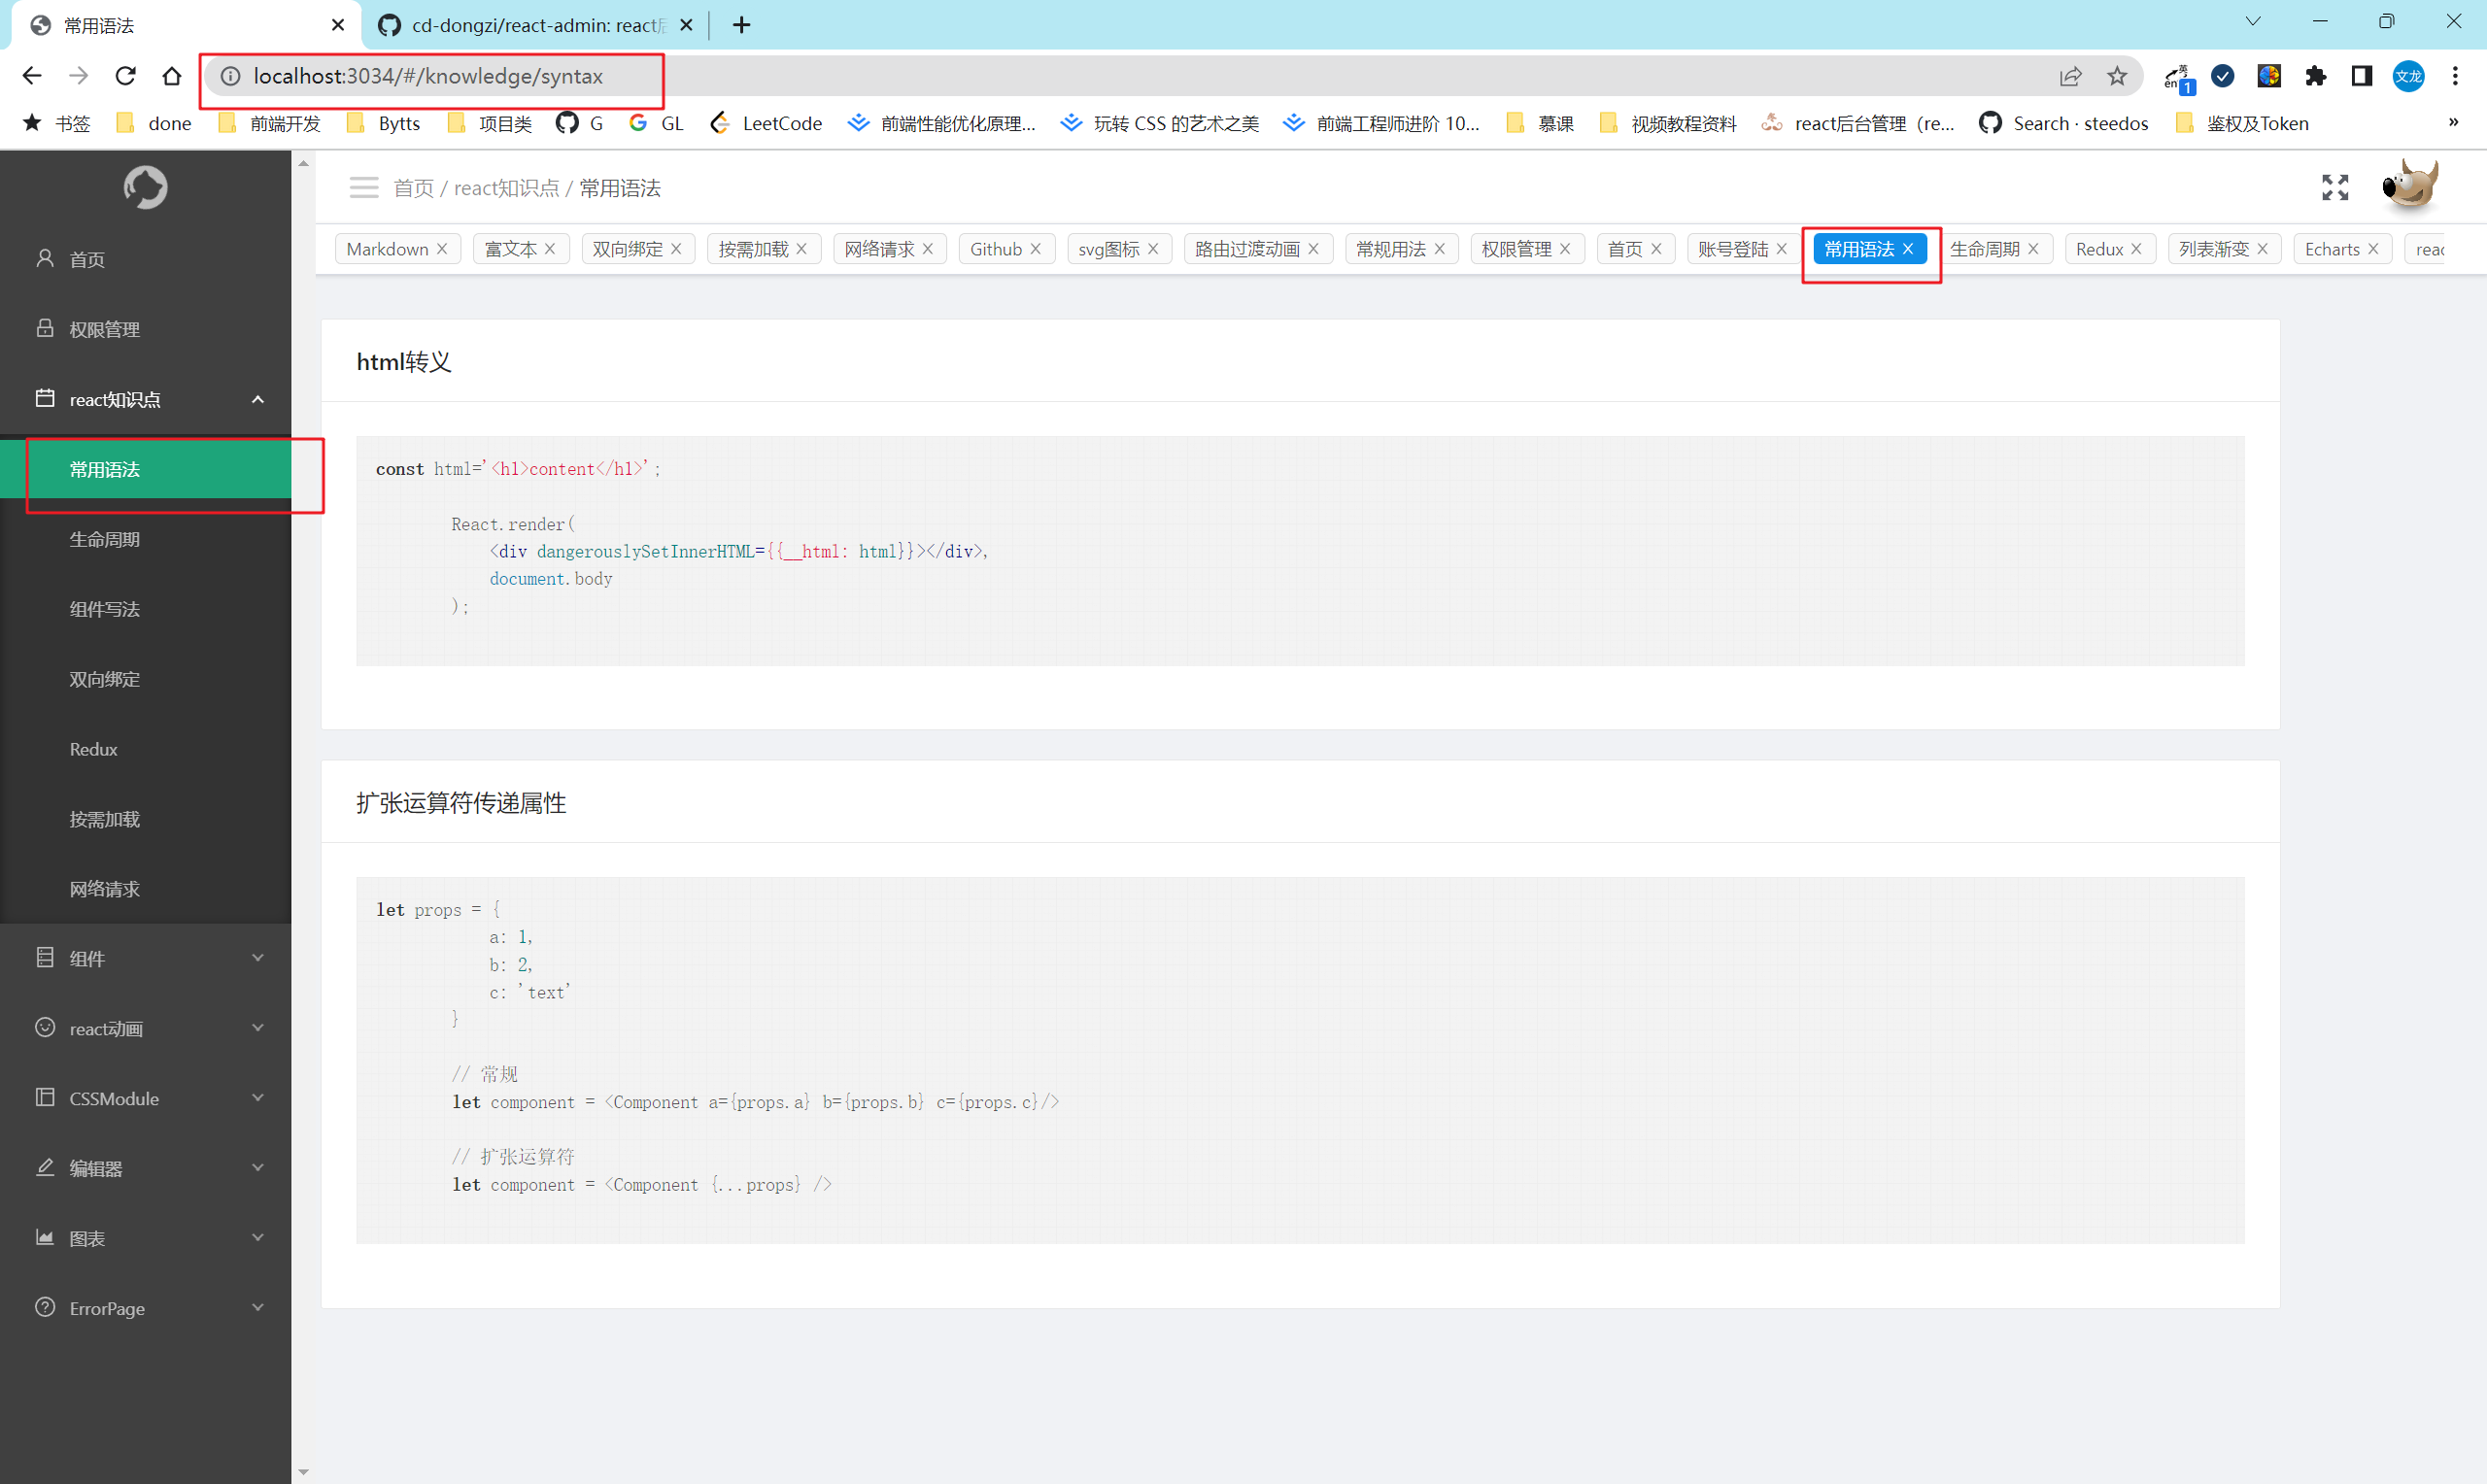 常用语法
cd-dongzi/react-admin: react后
localhost:3034/#/knowledge/syntax
英
en
1
文龙
书签
done
前端开发
Bytts
项目类
G
GL
LeetCode
前端性能优化原理...
玩转 CSS 的艺术之美
前端工程师进阶 10...
慕课
视频教程资料
react后台管理（re...
Search · steedos
鉴权及Token
»
首页 / react知识点 / 常用语法
Markdown
富文本
双向绑定
按需加载
网络请求
Github
svg图标
路由过渡动画
常规用法
权限管理
首页
账号登陆
常用语法
生命周期
Redux
列表渐变
Echarts
reac
首页
权限管理
react知识点
常用语法
生命周期
组件写法
双向绑定
Redux
按需加载
网络请求
组件
react动画
CSSModule
编辑器
图表
ErrorPage
html转义
const html='<h1>content</h1>';
React.render(
<div dangerouslySetInnerHTML={{__html: html}}></div>,
document.body
);
扩张运算符传递属性
let props = {
a: 1,
b: 2,
c: 'text'
}
// 常规
let component = <Component a={props.a} b={props.b} c={props.c}/>
// 扩张运算符
let component = <Component {...props} />